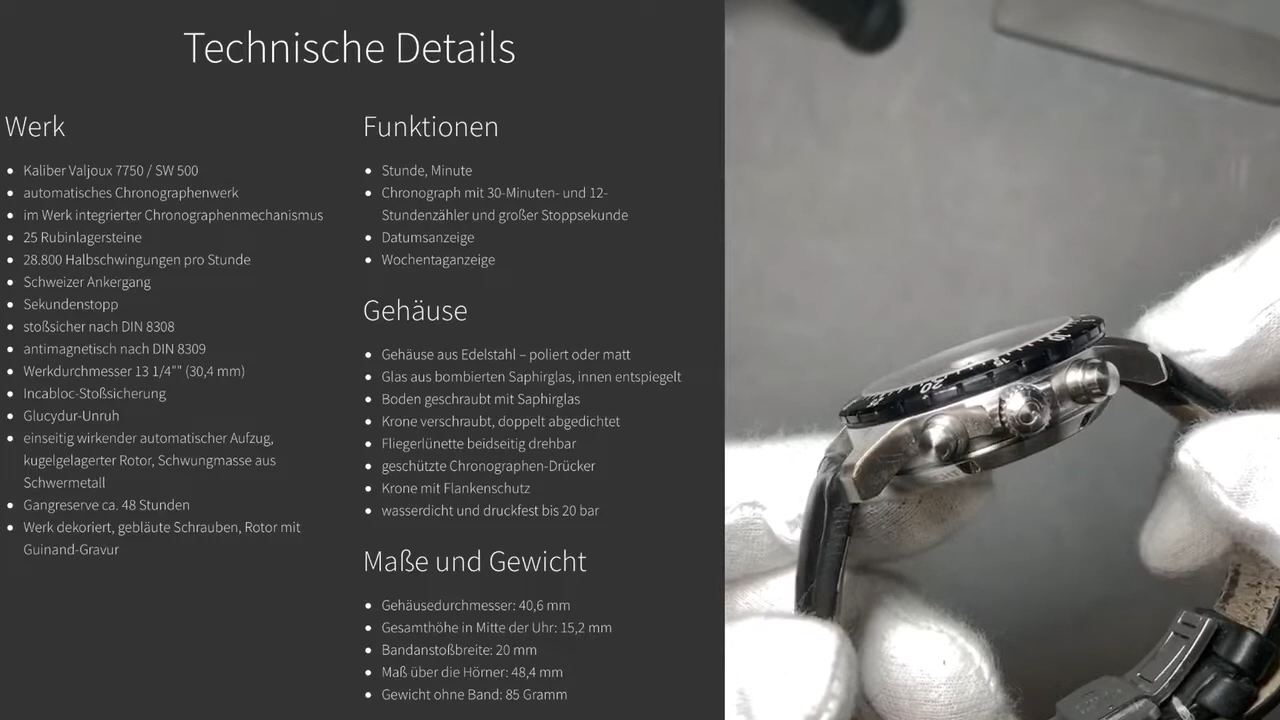 Technische Details
Werk
Kaliber Valjoux 7750 / SW 500
automatisches Chronographenwerk
im Werk integrierter Chronographenmechanismus
25 Rubinlagersteine
28.800 Halbschwingungen pro Stunde
Schweizer Ankergang
Sekundenstopp
stoßsicher nach DIN 8308
antimagnetisch nach DIN 8309
Werkdurchmesser 13 1/4"" (30,4 mm)
Incabloc-Stoßsicherung
Glucydur-Unruh
einseitig wirkender automatischer Aufzug,
kugelgelagerter Rotor, Schwungmasse aus
Schwermetall
Gangreserve ca. 48 Stunden
Werk dekoriert, gebläute Schrauben, Rotor mit
Guinand-Gravur
Funktionen
Stunde, Minute
Chronograph mit 30-Minuten- und 12-
Stundenzähler und großer Stoppsekunde
Datumsanzeige
Wochentaganzeige
Gehäuse
Gehäuse aus Edelstahl – poliert oder matt
Glas aus bombierten Saphirglas, innen entspiegelt
Boden geschraubt mit Saphirglas
Krone verschraubt, doppelt abgedichtet
Fliegerlünette beidseitig drehbar
geschützte Chronographen-Drücker
Krone mit Flankenschutz
wasserdicht und druckfest bis 20 bar
Maße und Gewicht
Gehäusedurchmesser: 40,6 mm
Gesamthöhe in Mitte der Uhr: 15,2 mm
Bandanstoßbreite: 20 mm
Maß über die Hörner: 48,4 mm
Gewicht ohne Band: 85 Gramm
20